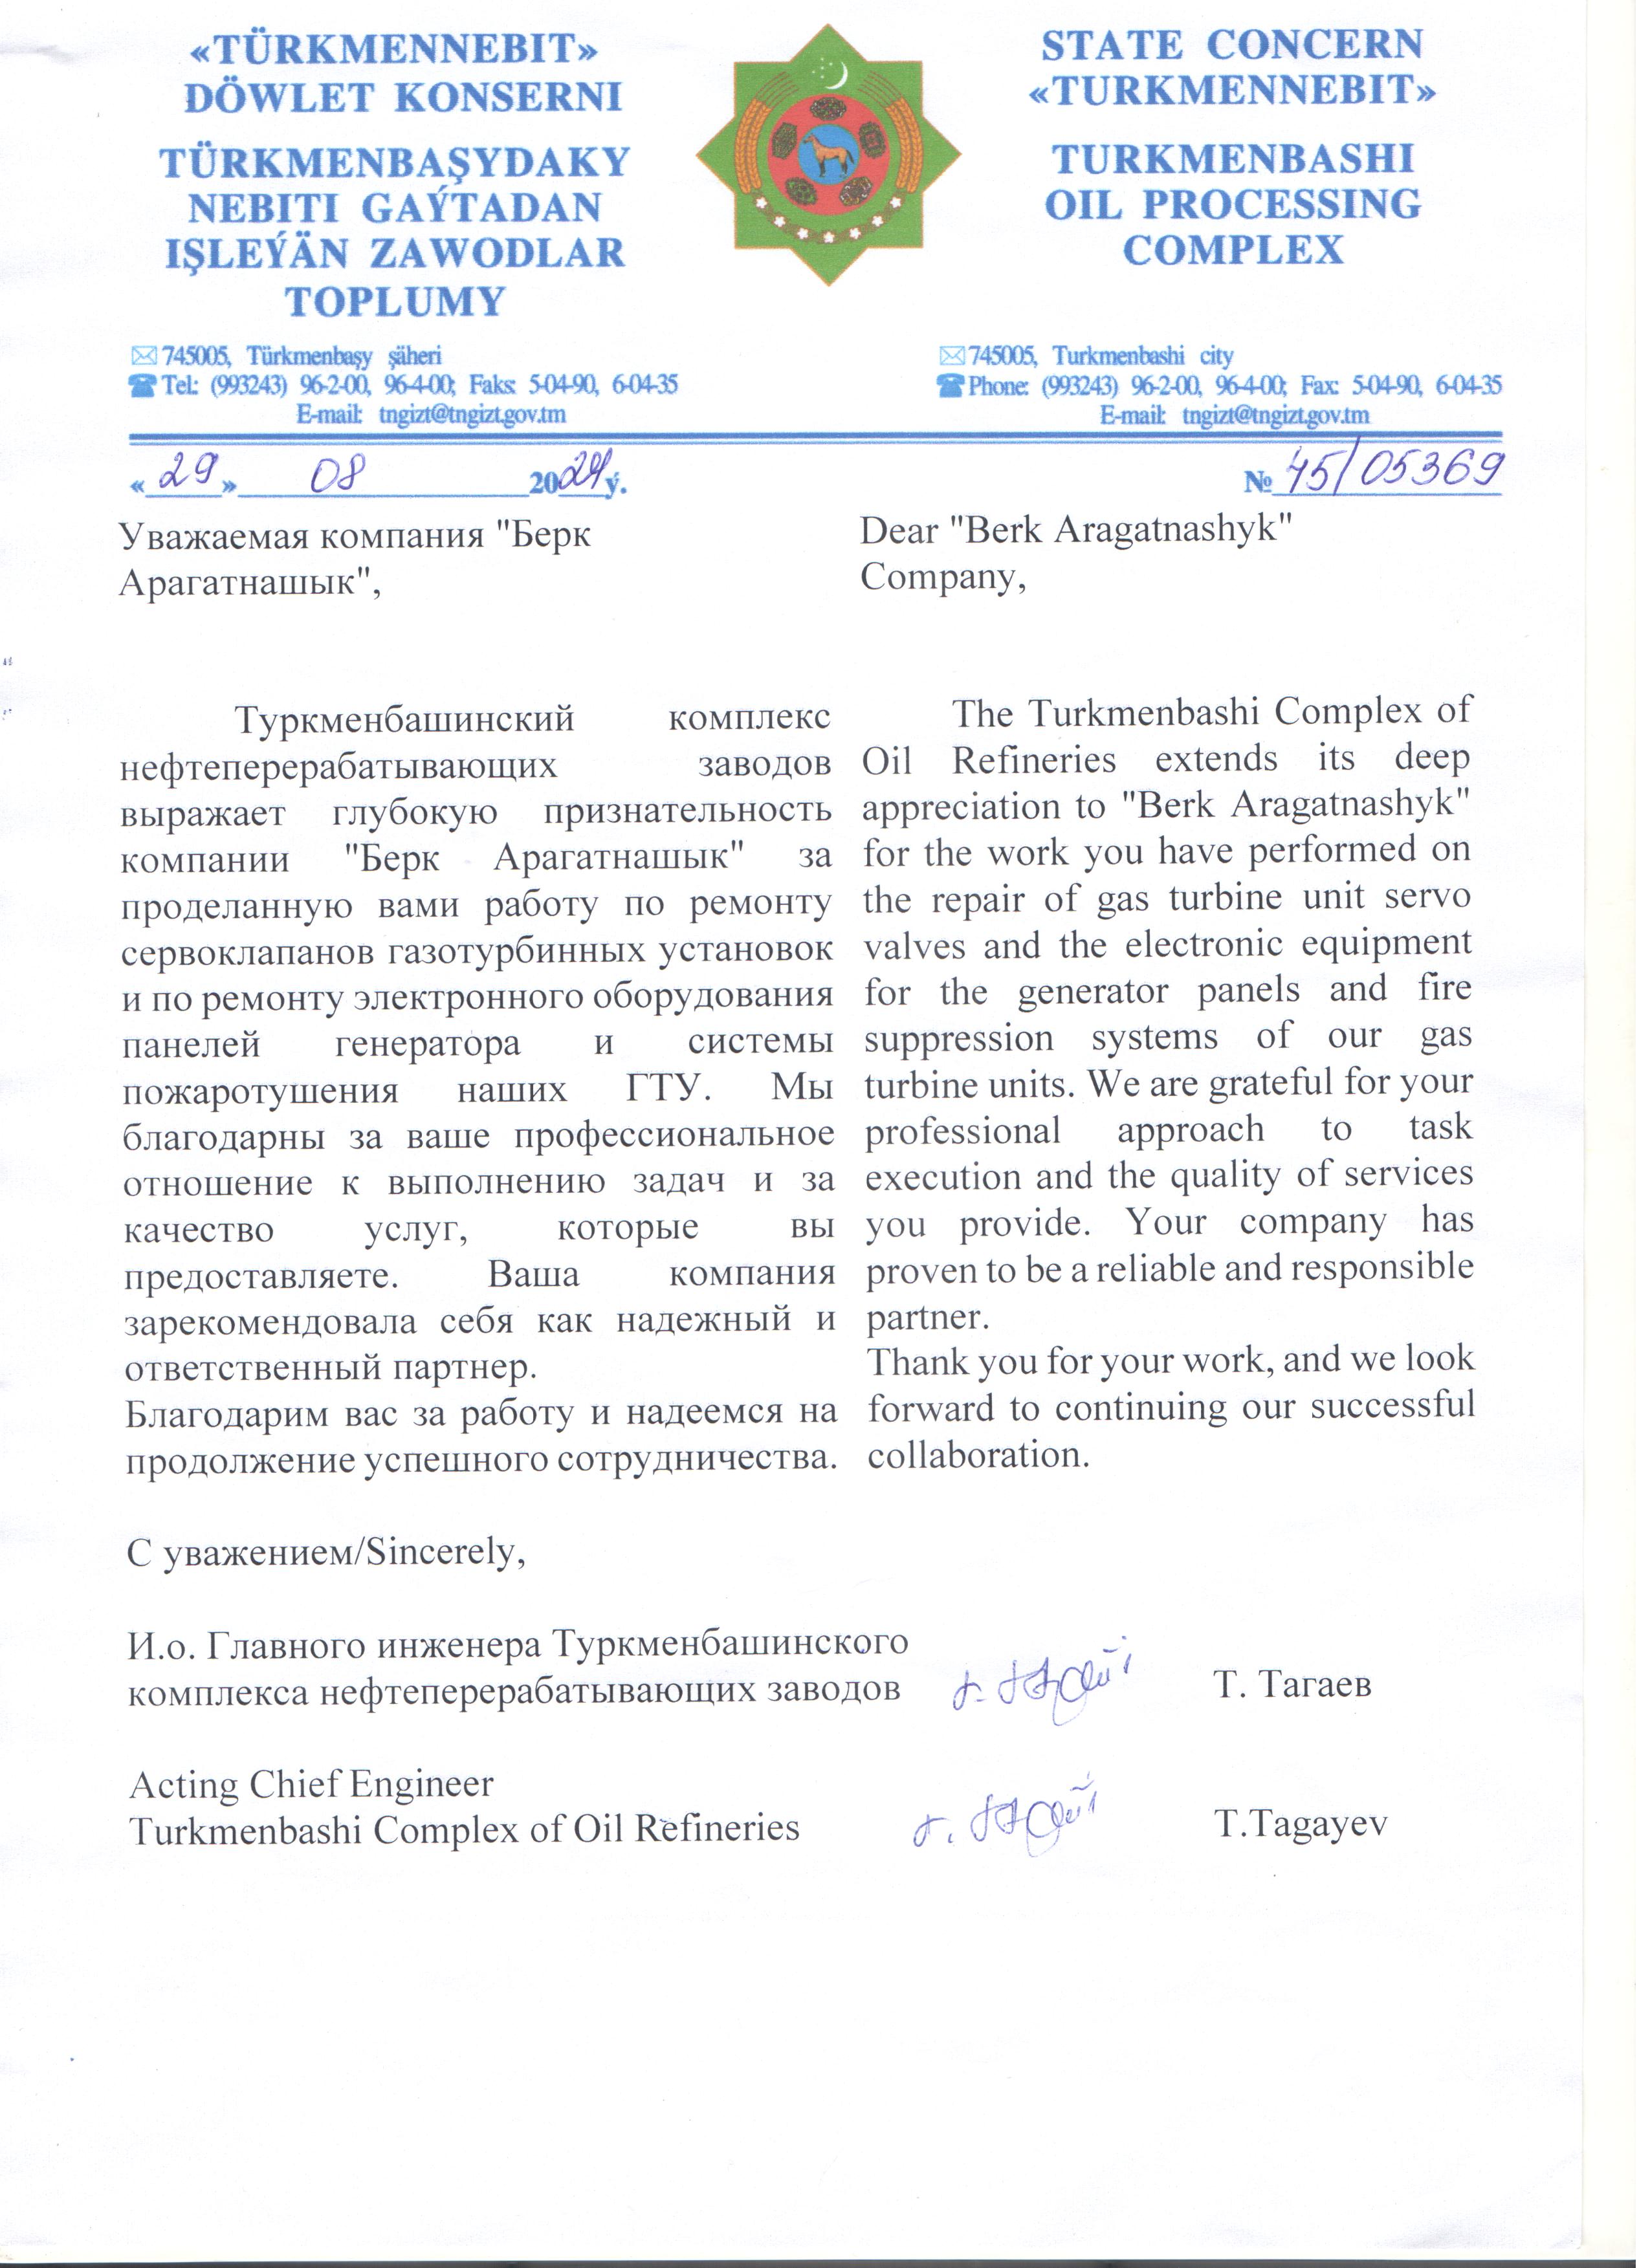 «TÜRKMENNEBIT»
DÖWLET KONSERNI
TÜRKMENBAŞYDAKY
NEBITI GAÝTADAN
IŞLEÝÄN ZAWODLAR
TOPLUMY
745005, Türkmenbaşy şäheri
Tel: (993243) 96-2-00, 96-4-00; Faks: 5-04-90, 6-04-35
E-mail: tngizt@tngizt.gov.tm
STATE CONCERN
«TURKMENNEBIT»
TURKMENBASHI
OIL PROCESSING
COMPLEX
745005, Turkmenbashi city
Phone: (993243) 96-2-00, 96-4-00; Fax: 5-04-90, 6-04-35
E-mail: tngizt@tngizt.gov.tm
«29» 08 2024ý.
№ 45/05369
Уважаемая компания "Берк
Арагатнашык",
Туркменбашинский комплекс
нефтеперерабатывающих заводов
выражает глубокую признательность
компании "Берк Арагатнашык" за
проделанную вами работу по ремонту
сервоклапанов газотурбинных установок
и по ремонту электронного оборудования
панелей генератора и системы
пожаротушения наших ГТУ. Мы
благодарны за ваше профессиональное
отношение к выполнению задач и за
качество услуг, которые вы
предоставляете. Ваша компания
зарекомендовала себя как надежный и
ответственный партнер.
Благодарим вас за работу и надеемся на
продолжение успешного сотрудничества.
Dear "Berk Aragatnashyk"
Company,
The Turkmenbashi Complex of
Oil Refineries extends its deep
appreciation to "Berk Aragatnashyk"
for the work you have performed on
the repair of gas turbine unit servo
valves and the electronic equipment
for the generator panels and fire
suppression systems of our gas
turbine units. We are grateful for your
professional approach to task
execution and the quality of services
you provide. Your company has
proven to be a reliable and responsible
partner.
Thank you for your work, and we look
forward to continuing our successful
collaboration.
С уважением/Sincerely,
И.о. Главного инженера Туркменбашинского
комплекса нефтеперерабатывающих заводов
Т. Тагаев
Acting Chief Engineer
Turkmenbashi Complex of Oil Refineries
T.Tagayev